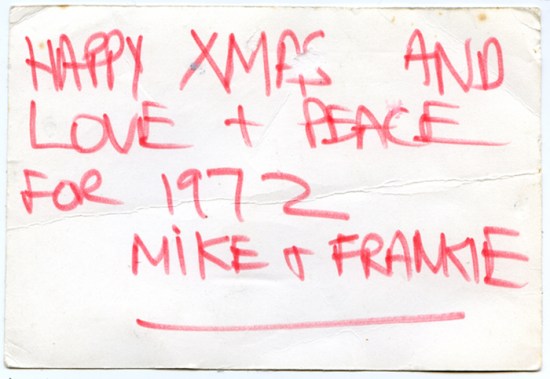 HAPPY XMAS AND
LOVE + PEACE
FOR 1972
MIKE & FRANKIE